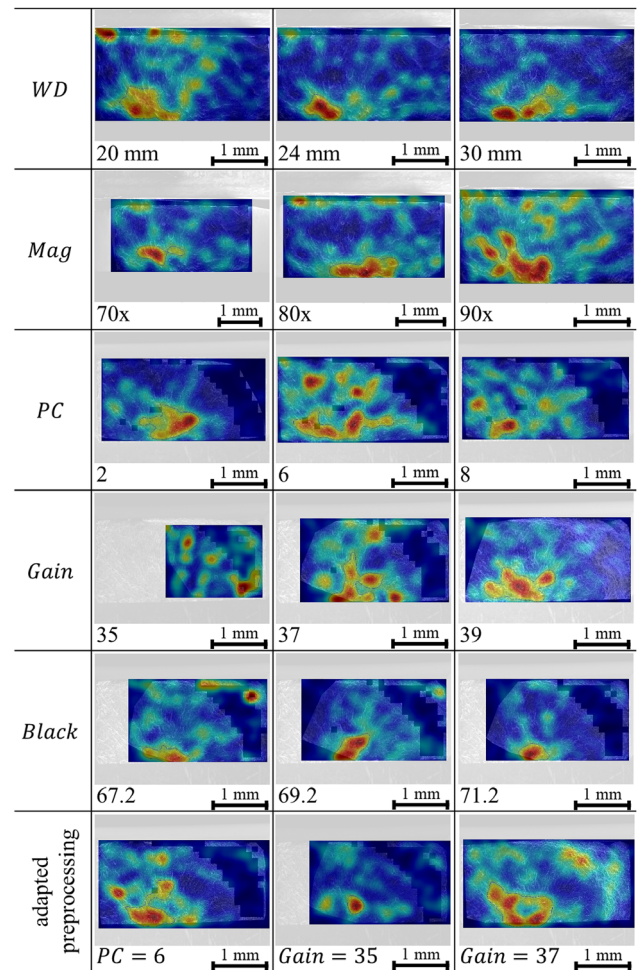 WD
20 mm 1 mm 24 mm 1 mm 30 mm 1 mm
Mag
70x 1 mm 80x 1 mm 90x 1 mm
PC
2 1 mm 6 1 mm 8 1 mm
Gain
35 1 mm 37 1 mm 39 1 mm
Black
67.2 1 mm 69.2 1 mm 71.2 1 mm
adapted
preprocessing
PC = 6 1 mm Gain = 35 1 mm Gain = 37 1 mm